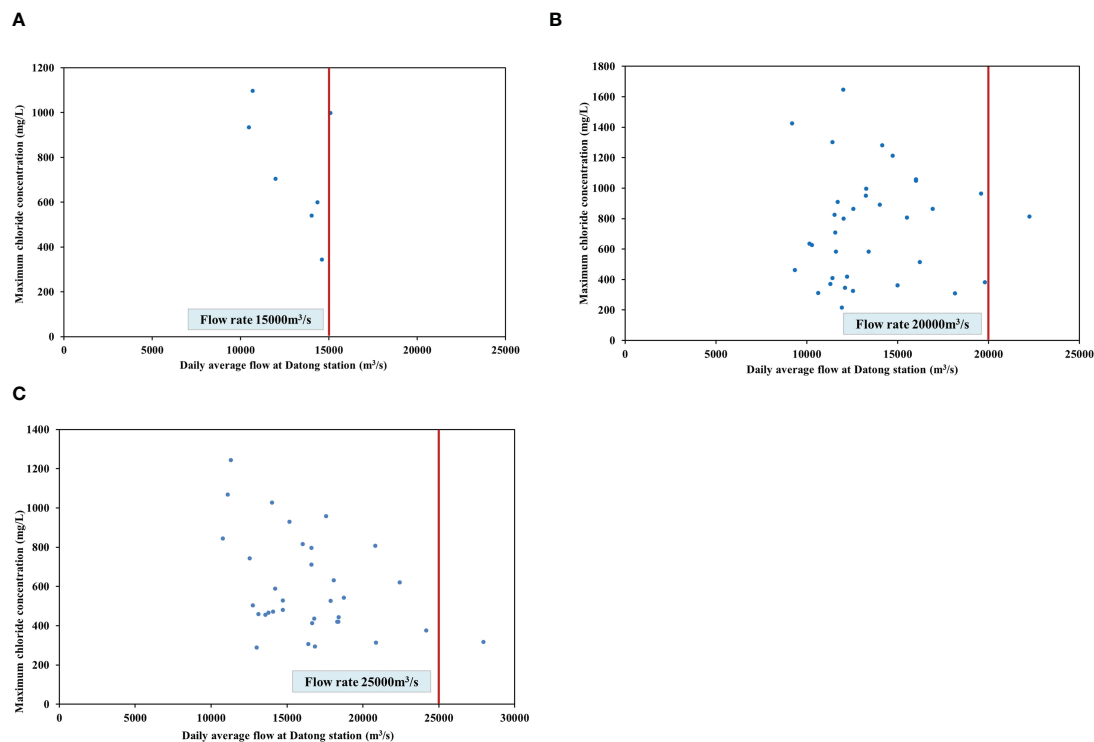 A
1200
1000
800
600
400
200
0
0 5000 10000 15000 20000 25000
Maximum chloride concentration (mg/L)
Flow rate 15000m³/s
Daily average flow at Datong station (m³/s)
B
1800
1600
1400
1200
1000
800
600
400
200
0
0 5000 10000 15000 20000 25000
Maximum chloride concentration (mg/L)
Flow rate 20000m³/s
Daily average flow at Datong station (m³/s)
C
1400
1200
1000
800
600
400
200
0
0 5000 10000 15000 20000 25000 30000
Maximum chloride concentration (mg/L)
Flow rate 25000m³/s
Daily average flow at Datong station (m³/s)